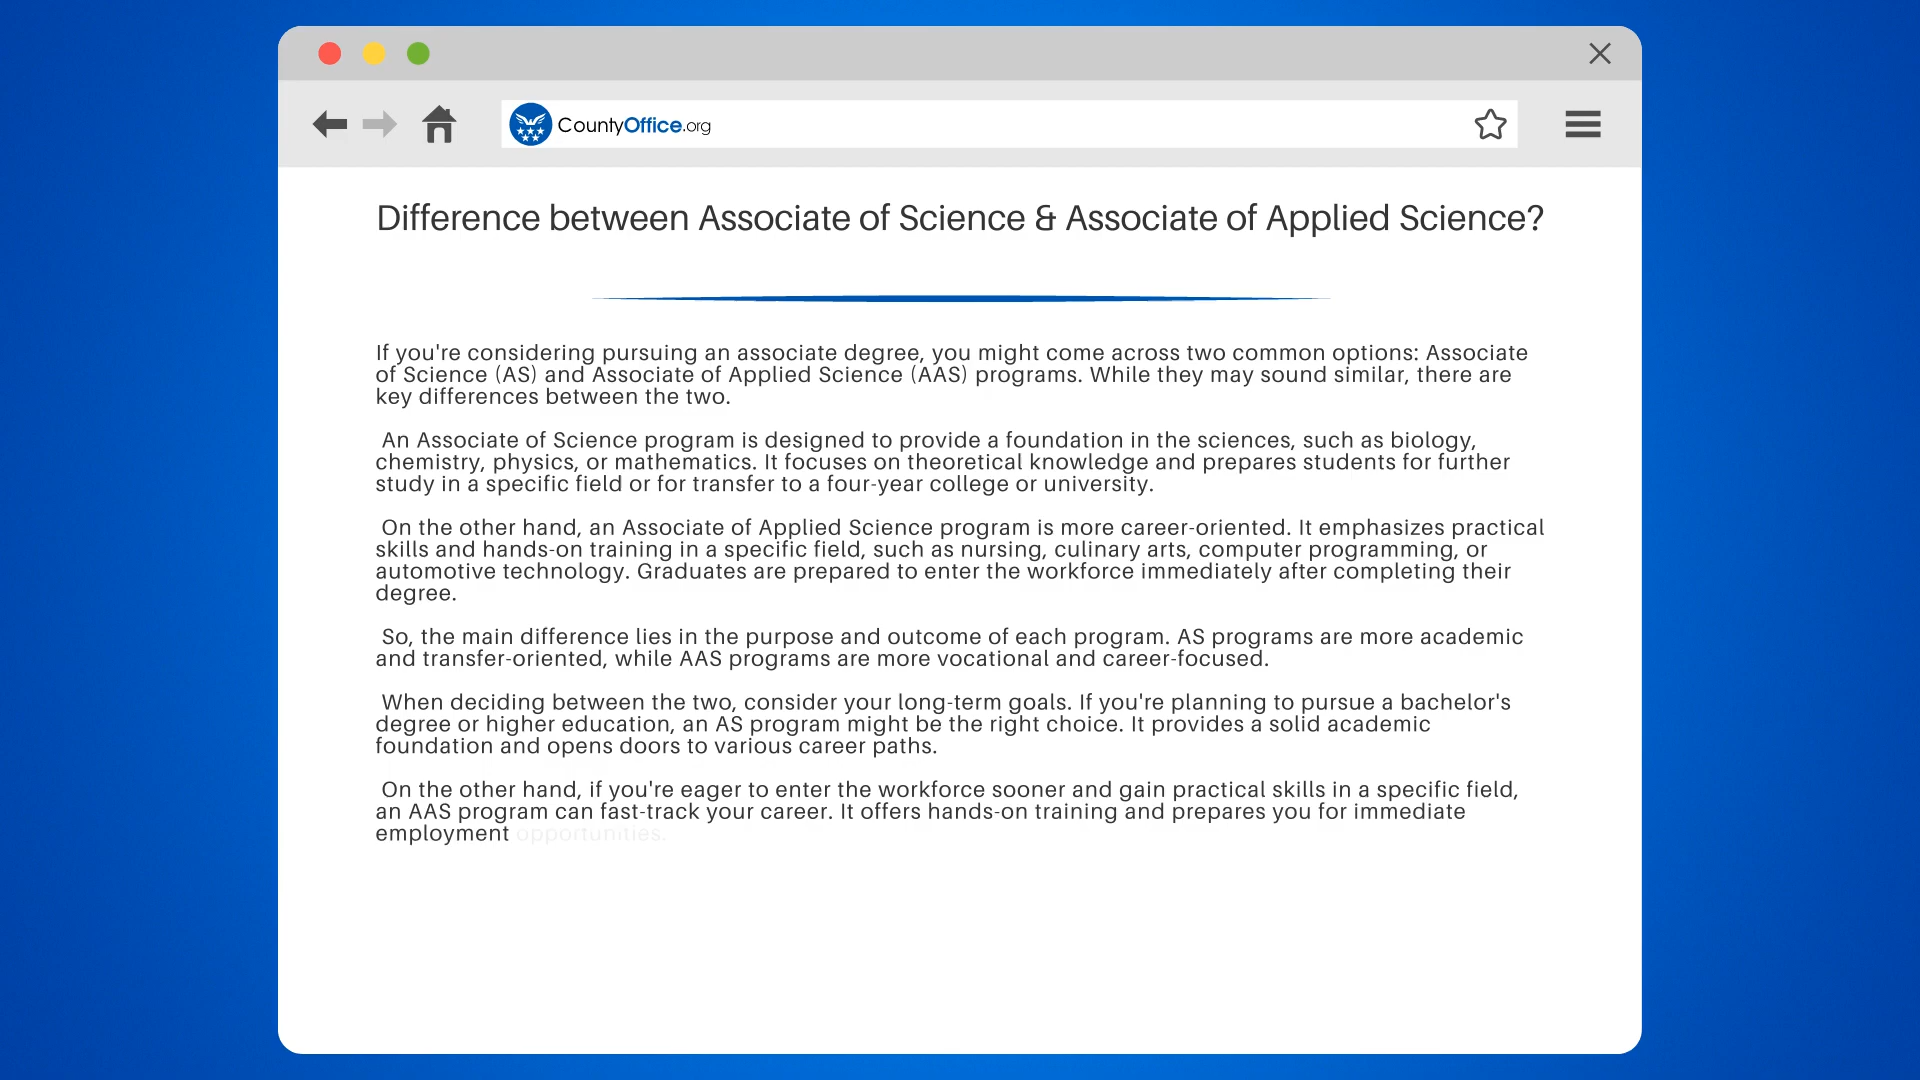 CountyOffice.org
Difference between Associate of Science & Associate of Applied Science?
If you're considering pursuing an associate degree, you might come across two common options: Associate
of Science (AS) and Associate of Applied Science (AAS) programs. While they may sound similar, there are
key differences between the two.
An Associate of Science program is designed to provide a foundation in the sciences, such as biology,
chemistry, physics, or mathematics. It focuses on theoretical knowledge and prepares students for further
study in a specific field or for transfer to a four-year college or university.
On the other hand, an Associate of Applied Science program is more career-oriented. It emphasizes practical
skills and hands-on training in a specific field, such as nursing, culinary arts, computer programming, or
automotive technology. Graduates are prepared to enter the workforce immediately after completing their
degree.
So, the main difference lies in the purpose and outcome of each program. AS programs are more academic
and transfer-oriented, while AAS programs are more vocational and career-focused.
When deciding between the two, consider your long-term goals. If you're planning to pursue a bachelor's
degree or higher education, an AS program might be the right choice. It provides a solid academic
foundation and opens doors to various career paths.
On the other hand, if you're eager to enter the workforce sooner and gain practical skills in a specific field,
an AAS program can fast-track your career. It offers hands-on training and prepares you for immediate
employment opportunities.